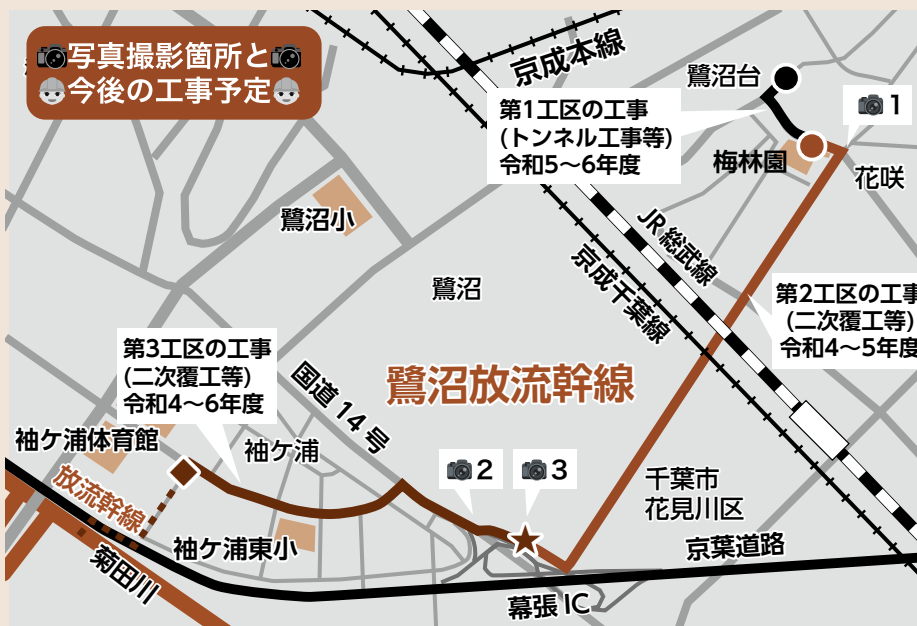 写真撮影箇所と
今後の工事予定
京成本線
鷺沼台
1
第1工区の工事
(トンネル工事等)
令和5〜6年度
梅林園
花咲
鷺沼小
JR総武線
京成千葉線
鷺沼
第2工区の工事
(二次覆工等)
令和4〜5年度
第3工区の工事
(二次覆工等)
令和4〜6年度
鷺沼放流幹線
国道14号
袖ケ浦体育館
袖ケ浦
2
3
千葉市
花見川区
放流幹線
袖ケ浦東小
京葉道路
菊田川
幕張IC